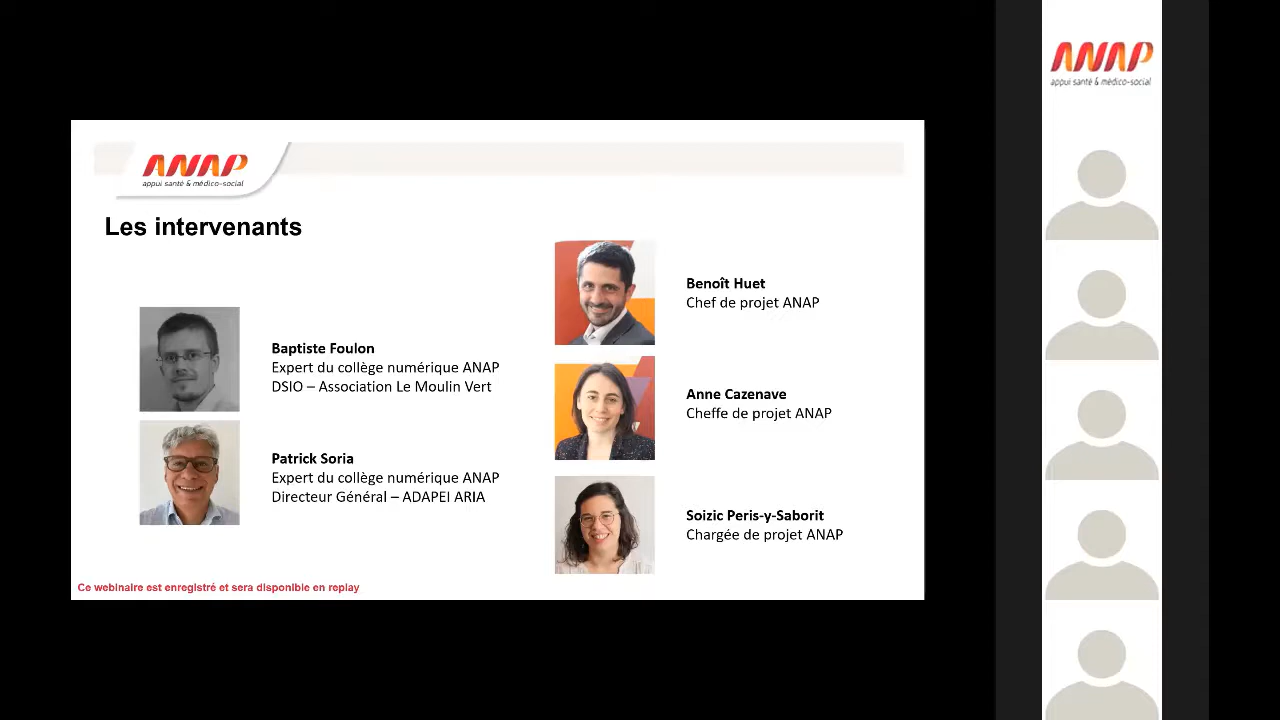 ANAP
appui santé & médico-social
Les intervenants
Baptiste Foulon
Expert du collège numérique ANAP
DSIO – Association Le Moulin Vert
Patrick Soria
Expert du collège numérique ANAP
Directeur Général – ADAPEI ARIA
Benoît Huet
Chef de projet ANAP
Anne Cazenave
Cheffe de projet ANAP
Soizic Peris-y-Saborit
Chargée de projet ANAP
Ce webinaire est enregistré et sera disponible en replay
ANAP
appui santé & médico-social